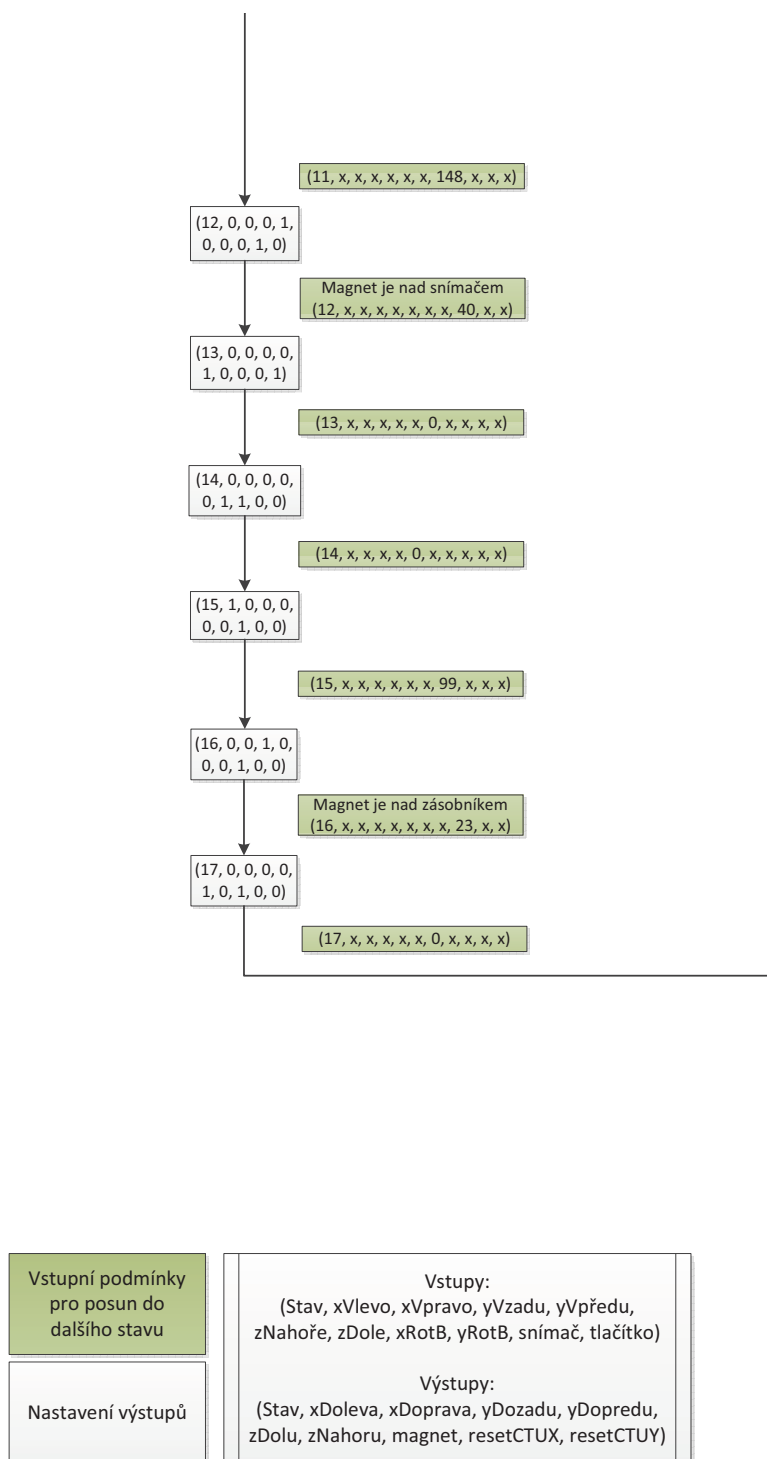 (11, x, x, x, x, x, x, 148, x, x, x)
(12, 0, 0, 0, 1,
0, 0, 0, 1, 0)
Magnet je nad snímačem
(12, x, x, x, x, x, x, x, 40, x, x)
(13, 0, 0, 0, 0,
1, 0, 0, 0, 1)
(13, x, x, x, x, x, 0, x, x, x, x)
(14, 0, 0, 0, 0,
0, 1, 1, 0, 0)
(14, x, x, x, x, 0, x, x, x, x, x)
(15, 1, 0, 0, 0,
0, 0, 1, 0, 0)
(15, x, x, x, x, x, x, 99, x, x, x)
(16, 0, 0, 1, 0,
0, 0, 1, 0, 0)
Magnet je nad zásobníkem
(16, x, x, x, x, x, x, x, 23, x, x)
(17, 0, 0, 0, 0,
1, 0, 1, 0, 0)
(17, x, x, x, x, x, 0, x, x, x, x)
Vstupní podmínky
pro posun do
dalšího stavu
Nastavení výstupů
Vstupy:
(Stav, xVlevo, xVpravo, yVzadu, yVpředu,
zNahoře, zDole, xRotB, yRotB, snímač, tlačítko)
Výstupy:
(Stav, xDoleva, xDoprava, yDozadu, yDopredu,
zDolu, zNahoru, magnet, resetCTUX, resetCTUY)